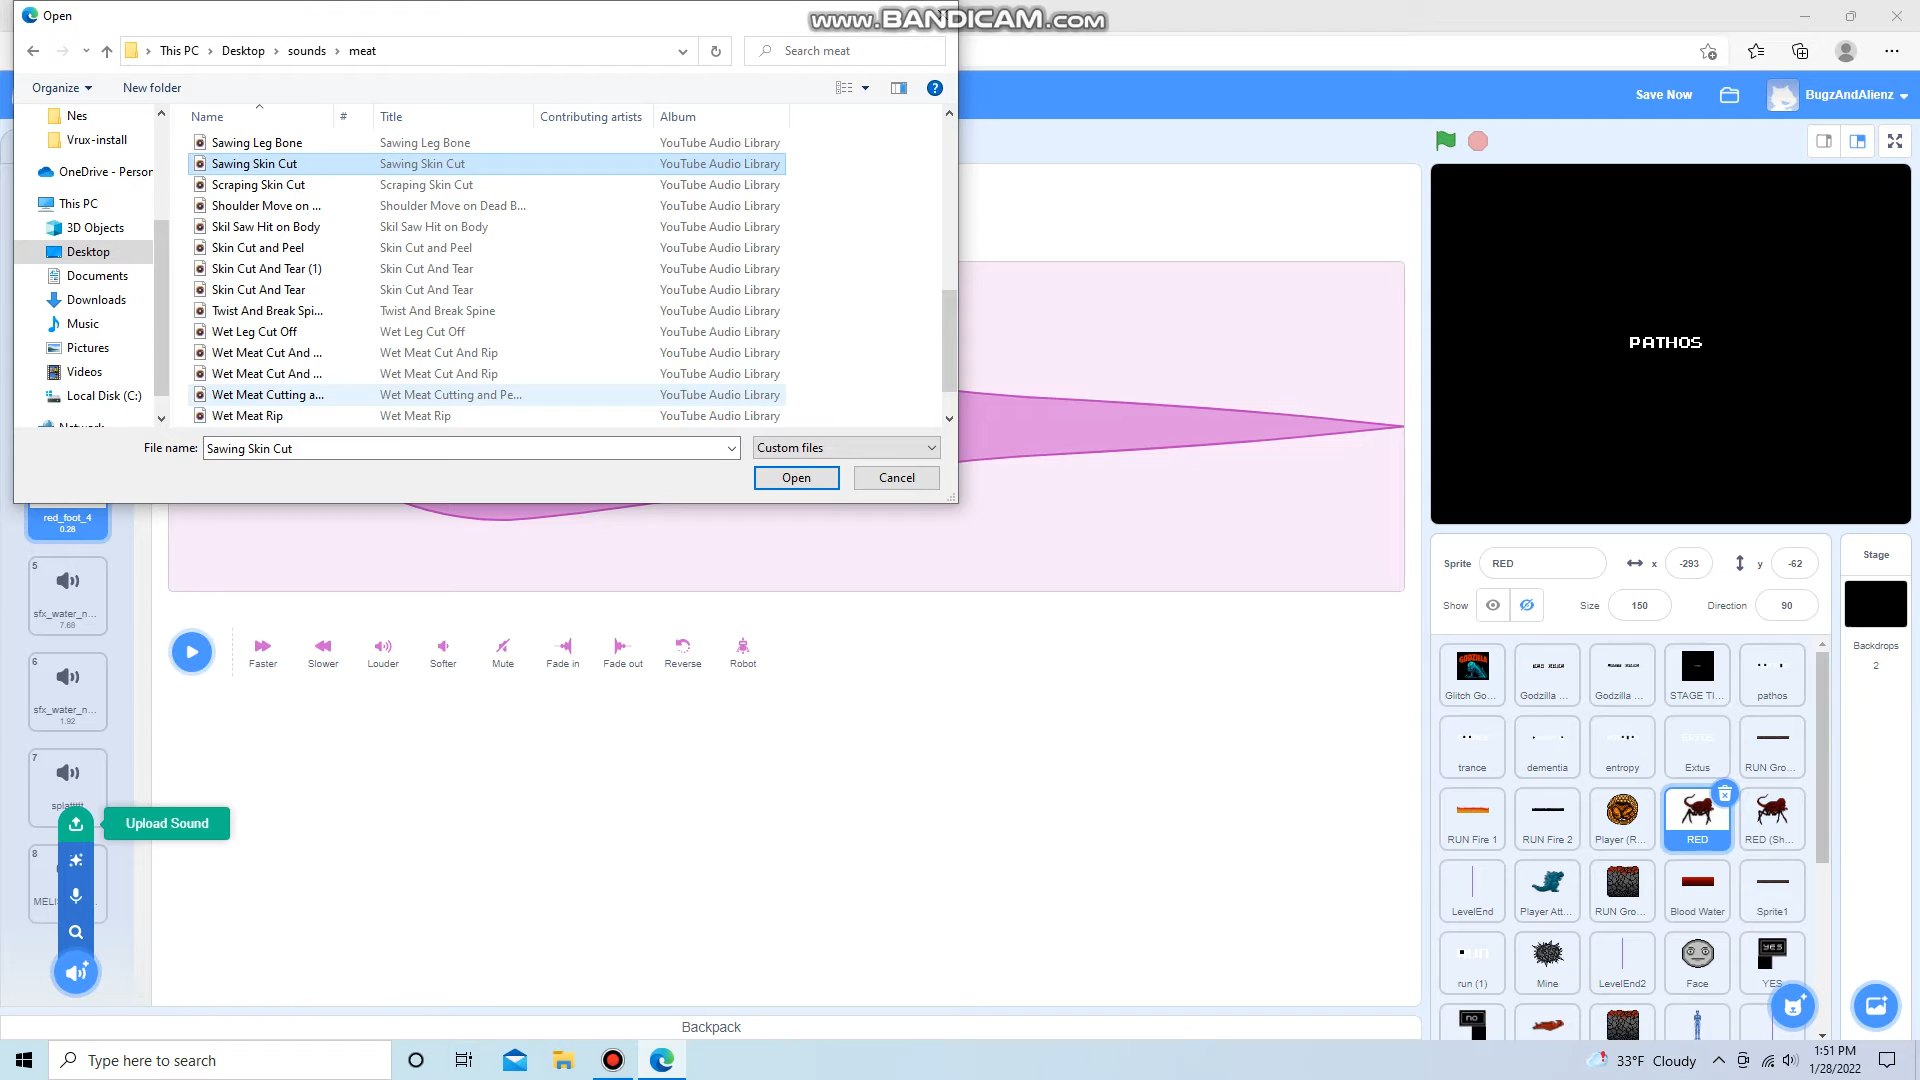 Open
www.BANDICAM.com
This PC
Desktop
sounds
meat
Search meat
Organize
New folder
Save Now
BugzAndAlienz
Name
#
Title
Contributing artists
Album
Nes
Vrux-install
OneDrive - Person
This PC
3D Objects
Desktop
Documents
Downloads
Music
Pictures
Videos
Local Disk (C:)
Sawing Leg Bone Sawing Leg Bone YouTube Audio Library
Sawing Skin Cut Sawing Skin Cut YouTube Audio Library
Scraping Skin Cut Scraping Skin Cut YouTube Audio Library
Shoulder Move on ... Shoulder Move on Dead B... YouTube Audio Library
Skil Saw Hit on Body Skil Saw Hit on Body YouTube Audio Library
Skin Cut and Peel Skin Cut and Peel YouTube Audio Library
Skin Cut And Tear (1) Skin Cut And Tear YouTube Audio Library
Skin Cut And Tear Skin Cut And Tear YouTube Audio Library
Twist And Break Spi... Twist And Break Spine YouTube Audio Library
Wet Leg Cut Off Wet Leg Cut Off YouTube Audio Library
Wet Meat Cut And ... Wet Meat Cut And Rip YouTube Audio Library
Wet Meat Cut And ... Wet Meat Cut And Rip YouTube Audio Library
Wet Meat Cutting a... Wet Meat Cutting and Pe... YouTube Audio Library
Wet Meat Rip Wet Meat Rip YouTube Audio Library
File name: Sawing Skin Cut
Custom files
Open
Cancel
PATHOS
red_foot_4
0.28
5
sfx_water_n...
7.68
6
sfx_water_n...
1.92
7
splatttttt
Upload Sound
8
Faster
Slower
Louder
Softer
Mute
Fade in
Fade out
Reverse
Robot
Sprite RED x -293 y -62
Show Size 150 Direction 90
Stage
Backdrops
2
GODZILLA
Glitch Go...
Godzilla ...
Godzilla ...
STAGE TI...
pathos
trance
dementia
entropy
Extus
RUN Gro...
RUN Fire 1
RUN Fire 2
Player (R...
RED
RED (Sh...
LevelEnd
Player Att...
RUN Gro...
Blood Water
Sprite1
run (1)
Mine
LevelEnd2
Face
YES
YES
no
Backpack
Type here to search
33°F Cloudy
1:51 PM
1/28/2022